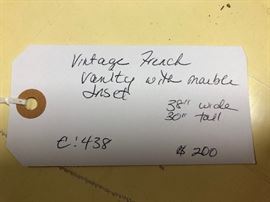 Vintage French
Vanity with marble
Inset
38" wide
30" tall
C: 438
$ 200